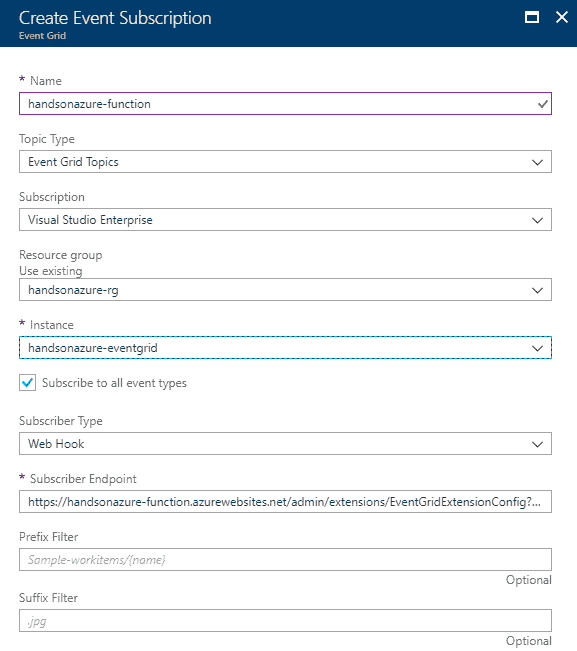 Create Event Subscription
Event Grid
* Name
handsonazure-function
Topic Type
Event Grid Topics
Subscription
Visual Studio Enterprise
Resource group
Use existing
handsonazure-rg
* Instance
handsonazure-eventgrid
Subscribe to all event types
Subscriber Type
Web Hook
* Subscriber Endpoint
https://handsonazure-function.azurewebsites.net/admin/extensions/EventGridExtensionConfig?...
Prefix Filter
Sample-workitems/{name}
Optional
Suffix Filter
.jpg
Optional